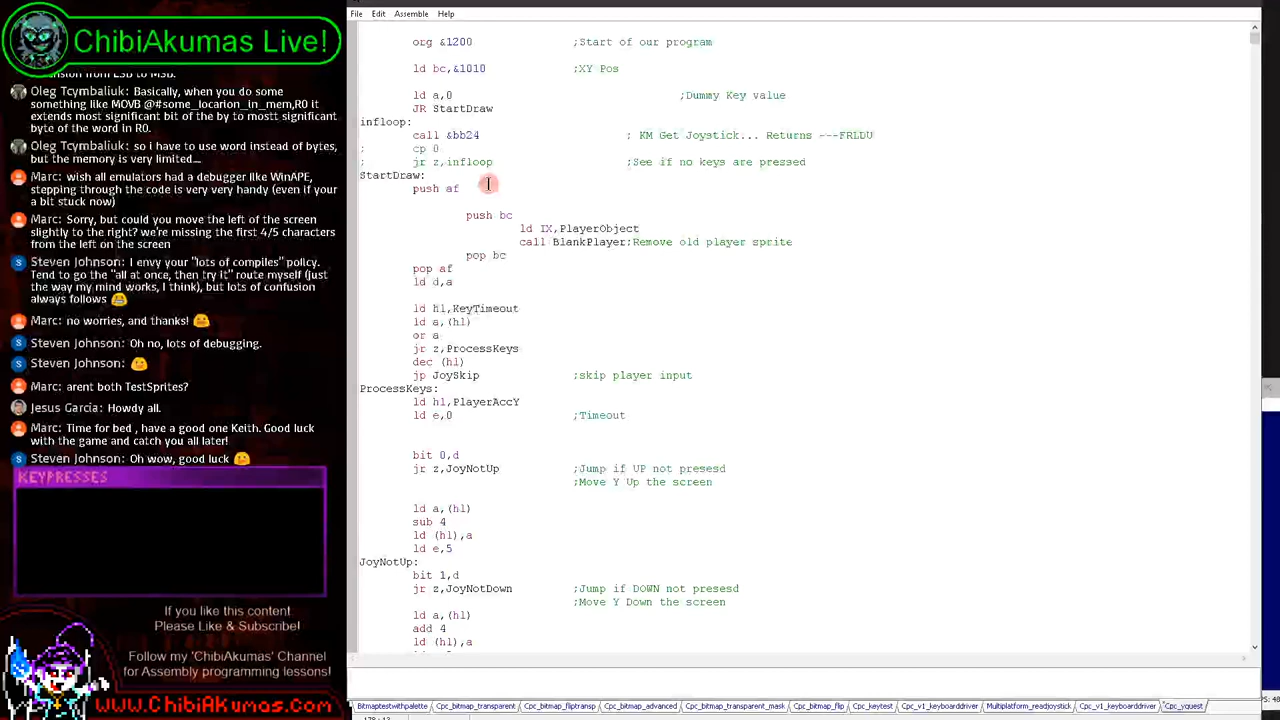 ChibiAkumas Live!
Oleg Tcymbaliuk: Basically, when you do some
something like MOVB @#some_locarion_in_mem,R0 it
extends most significant bit of the by to mostt significant
byte of the word in R0.
Oleg Tcymbaliuk: so i have to use word instead of bytes,
but the memory is very limited....
Marc: wish all emulators had a debugger like WinAPE,
stepping through the code is very very handy (even if your
a bit stuck now)
Marc: Sorry, but could you move the left of the screen
slightly to the right? we're missing the first 4/5 characters
from the left on the screen
Steven Johnson: I envy your "lots of compiles" policy.
Tend to go the "all at once, then try it" route myself (just
the way my mind works, I think), but lots of confusion
always follows
Marc: no worries, and thanks!
Steven Johnson: Oh no, lots of debugging.
Steven Johnson:
Marc: arent both TestSprites?
Jesus Garcia: Howdy all.
Marc: Time for bed , have a good one Keith. Good luck
with the game and catch you all later!
Steven Johnson: Oh wow, good luck
KEYPRESSES
If you like this content
Please Like & Subscribe!
Follow my 'ChibiAkumas' Channel
for Assembly programming lessons!
www.ChibiAkumas.com
File Edit Assemble Help
org &1200 ;Start of our program
ld bc,&1010 ;XY Pos
ld a,0 ;Dummy Key value
JR StartDraw
infloop:
call &bb24 ; KM Get Joystick... Returns ---FRLDU
; cp 0
; jr z,infloop ;See if no keys are pressed
StartDraw:
push af
push bc
ld IX,PlayerObject
call BlankPlayer;Remove old player sprite
pop bc
pop af
ld d,a
ld hl,KeyTimeout
ld a,(hl)
or a
jr z,ProcessKeys
dec (hl)
jp JoySkip ;skip player input
ProcessKeys:
ld hl,PlayerAccY
ld e,0 ;Timeout
bit 0,d
jr z,JoyNotUp ;Jump if UP not presesd
;Move Y Up the screen
ld a,(hl)
sub 4
ld (hl),a
ld e,5
JoyNotUp:
bit 1,d
jr z,JoyNotDown ;Jump if DOWN not presesd
;Move Y Down the screen
ld a,(hl)
add 4
ld (hl),a
Bitmaptestwithpalette Cpc_bitmap_transparent Cpc_bitmap_fliptransp Cpc_bitmap_advanced Cpc_bitmap_transparent_mask Cpc_bitmap_flip Cpc_keytest Cpc_v1_keyboarddriver Multiplatform_readjoystick Cpc_v1_keyboarddriver *Cpc_yquest